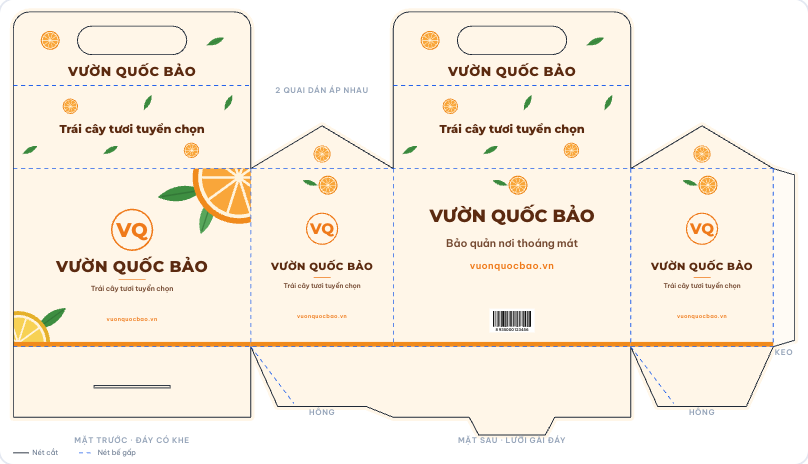 VƯỜN QUỐC BẢO
VƯỜN QUỐC BẢO
2 QUAI DÁN ÁP NHAU
Trái cây tươi tuyển chọn
Trái cây tươi tuyển chọn
VQ
VƯỜN QUỐC BẢO
Trái cây tươi tuyển chọn
vuonquocbao.vn
VQ
VƯỜN QUỐC BẢO
Trái cây tươi tuyển chọn
vuonquocbao.vn
VƯỜN QUỐC BẢO
Bảo quản nơi thoáng mát
vuonquocbao.vn
VQ
VƯỜN QUỐC BẢO
Trái cây tươi tuyển chọn
vuonquocbao.vn
KEO
HÔNG
HÔNG
MẶT TRƯỚC · ĐÁY CÓ KHE
MẶT SAU · LƯỠI GÀI ĐÁY
Nét cắt
Nét bế gấp